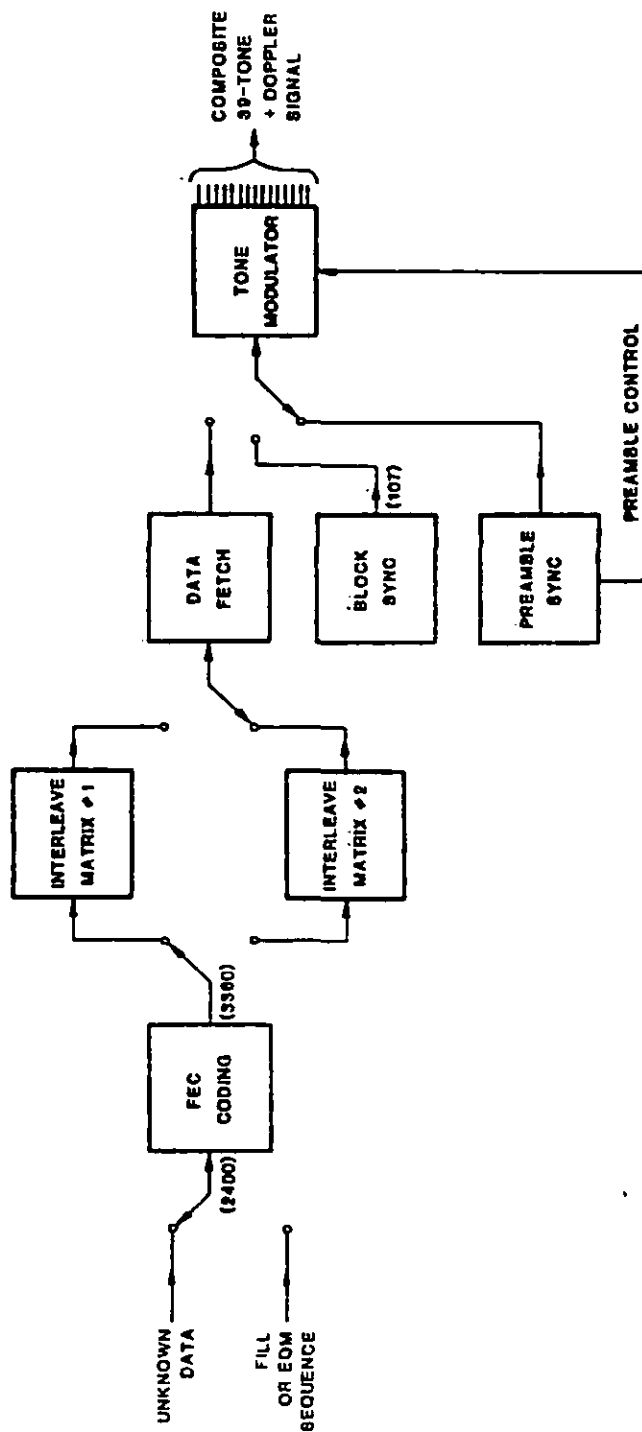 UNKNOWN
DATA
FILL
OR EOM
SEQUENCE
(2400)
FEC
CODING
(3360)
INTERLEAVE
MATRIX #1
INTERLEAVE
MATRIX #2
DATA
FETCH
BLOCK
SYNC
(107)
PREAMBLE
SYNC
TONE
MODULATOR
COMPOSITE
39-TONE
+ DOPPLER
SIGNAL
PREAMBLE CONTROL